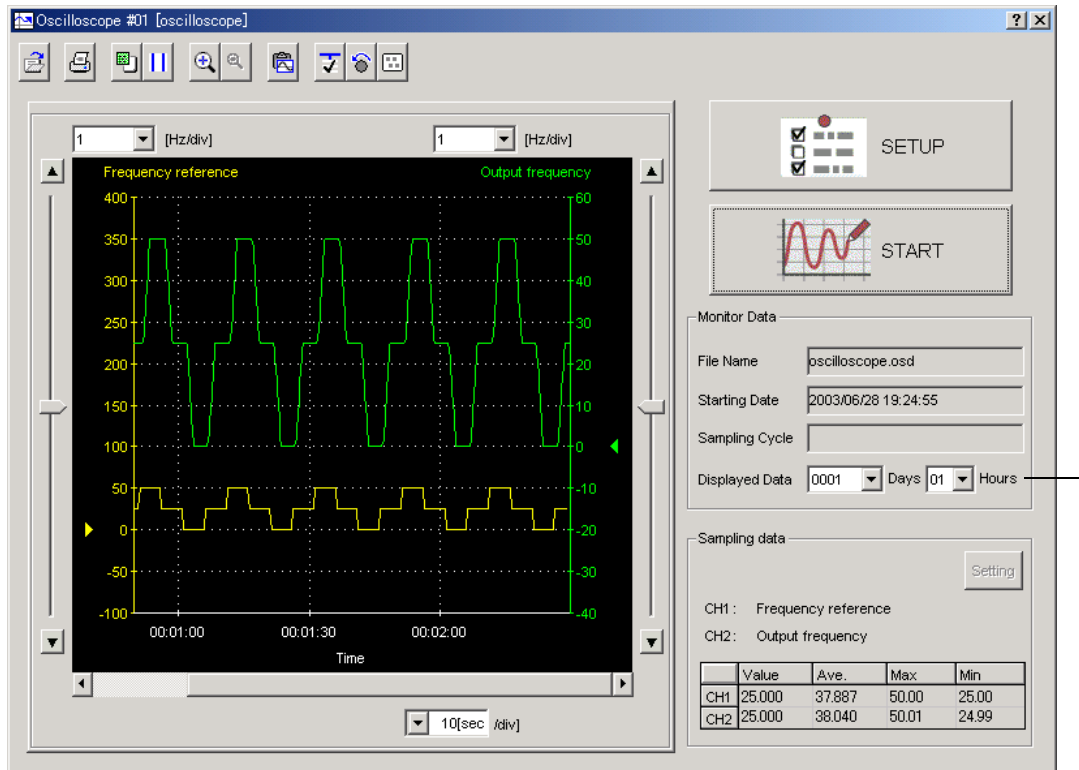 Oscilloscope #01 [oscilloscope]
1 [Hz/div] 1 [Hz/div]
Frequency reference Output frequency
400 60
350 50
300 40
250 30
200 20
150 10
100 0
50 -10
0 -20
-50 -30
-100 -40
00:01:00 00:01:30 00:02:00
Time
10[sec /div]
SETUP
START
Monitor Data
File Name oscilloscope.osd
Starting Date 2003/06/28 19:24:55
Sampling Cycle
Displayed Data 0001 Days 01 Hours
Sampling data
Setting
CH1 : Frequency reference
CH2 : Output frequency
Value Ave. Max Min
CH1 25.000 37.887 50.00 25.00
CH2 25.000 38.040 50.01 24.99